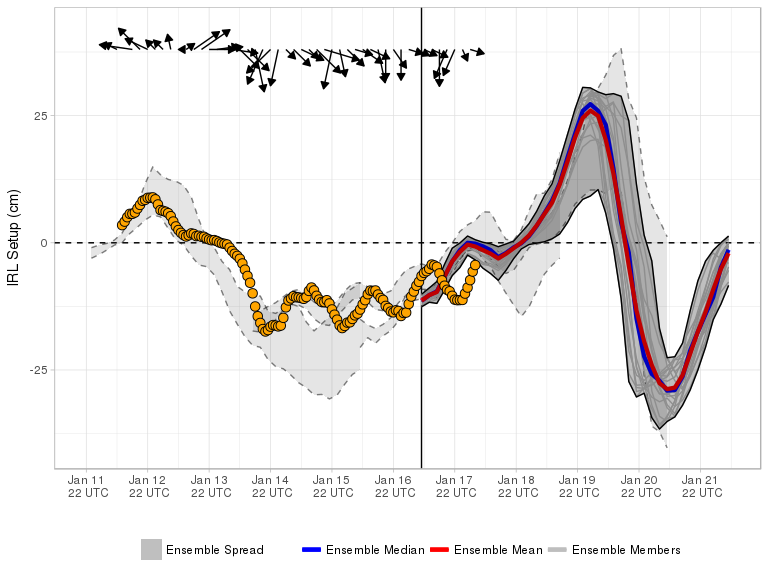 IRL Setup (cm)
25
0
-25
Jan 11 Jan 12 Jan 13 Jan 14 Jan 15 Jan 16 Jan 17 Jan 18 Jan 19 Jan 20 Jan 21
22 UTC 22 UTC 22 UTC 22 UTC 22 UTC 22 UTC 22 UTC 22 UTC 22 UTC 22 UTC 22 UTC
Ensemble Spread Ensemble Median Ensemble Mean Ensemble Members